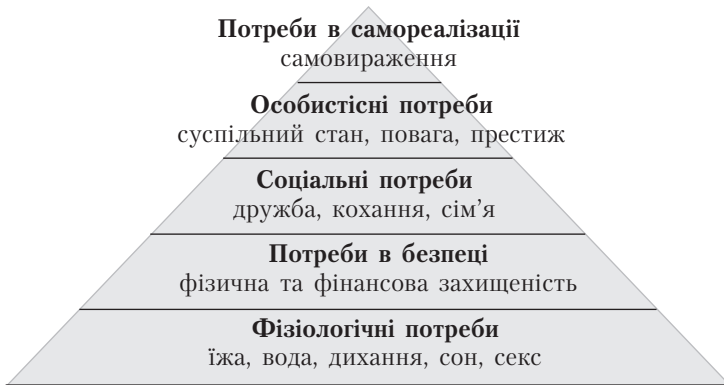 Потреби в самореалізації
самовираження
Особистісні потреби
суспільний стан, повага, престиж
Соціальні потреби
дружба, кохання, сім’я
Потреби в безпеці
фізична та фінансова захищеність
Фізіологічні потреби
їжа, вода, дихання, сон, секс